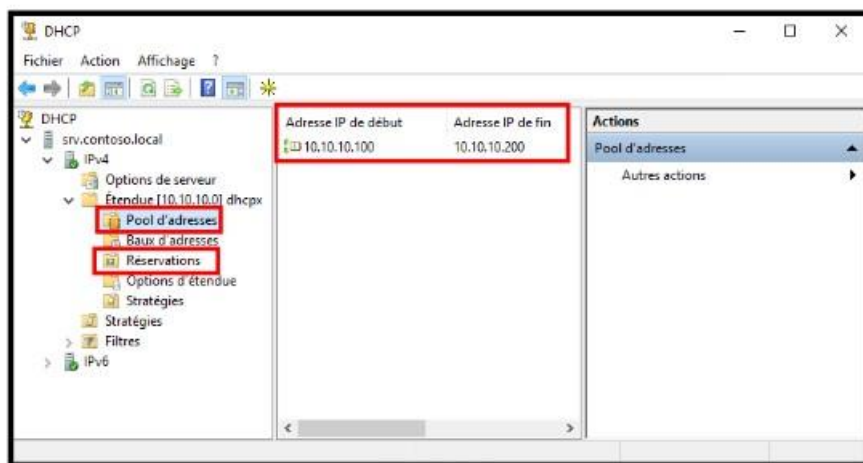 DHCP
Fichier Action Affichage ?
DHCP
srv.contoso.local
IPv4
Options de serveur
Étendue [10.10.10.0] dhcpx
Pool d'adresses
Baux d'adresses
Réservations
Options d'étendue
Stratégies
Stratégies
Filtres
IPv6
Adresse IP de début Adresse IP de fin
10.10.10.100 10.10.10.200
Actions
Pool d'adresses
Autres actions